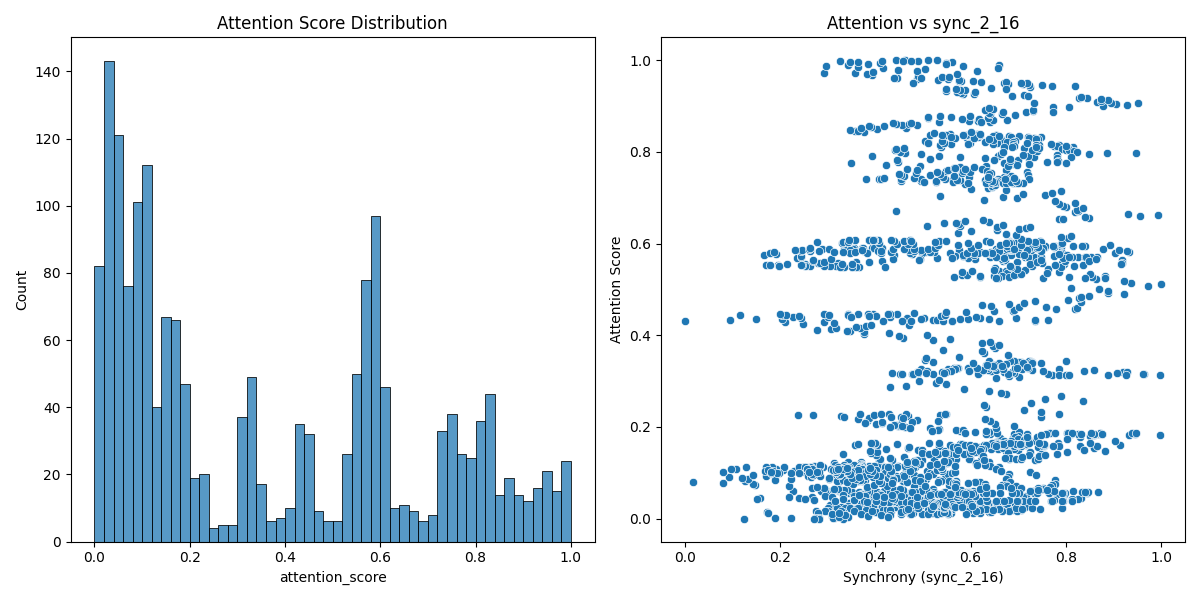 Attention Score Distribution
Count
140
120
100
80
60
40
20
0
0.0 0.2 0.4 0.6 0.8 1.0
attention_score
Attention vs sync_2_16
Attention Score
1.0
0.8
0.6
0.4
0.2
0.0
0.0 0.2 0.4 0.6 0.8 1.0
Synchrony (sync_2_16)